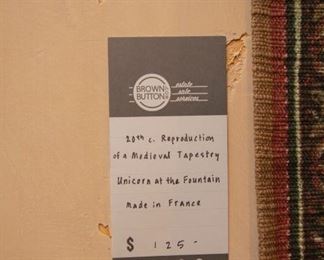 BROWN
BUTTON
estate
sale
services
20th c. Reproduction
of a Medieval Tapestry
Unicorn at the Fountain
made in France
$ 125-